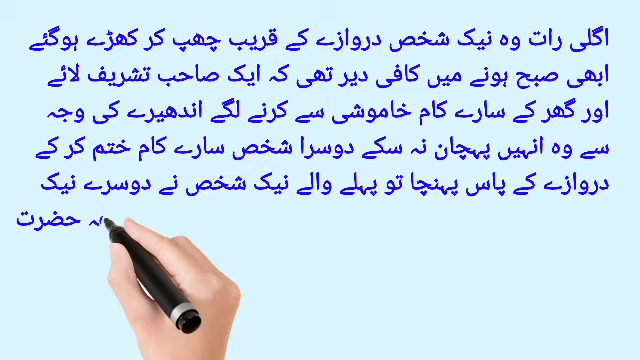 اگلی رات وہ نیک شخص دروازے کے قریب چھپ کر کھڑے ہوگئے
ابھی صبح ہونے میں کافی دیر تھی کہ ایک صاحب تشریف لائے
اور گھر کے سارے کام خاموشی سے کرنے لگے اندھیرے کی وجہ
سے وہ انہیں پہچان نہ سکے دوسرا شخص سارے کام ختم کر کے
دروازے کے پاس پہنچا تو پہلے والے نیک شخص نے دوسرے نیک
حضرت